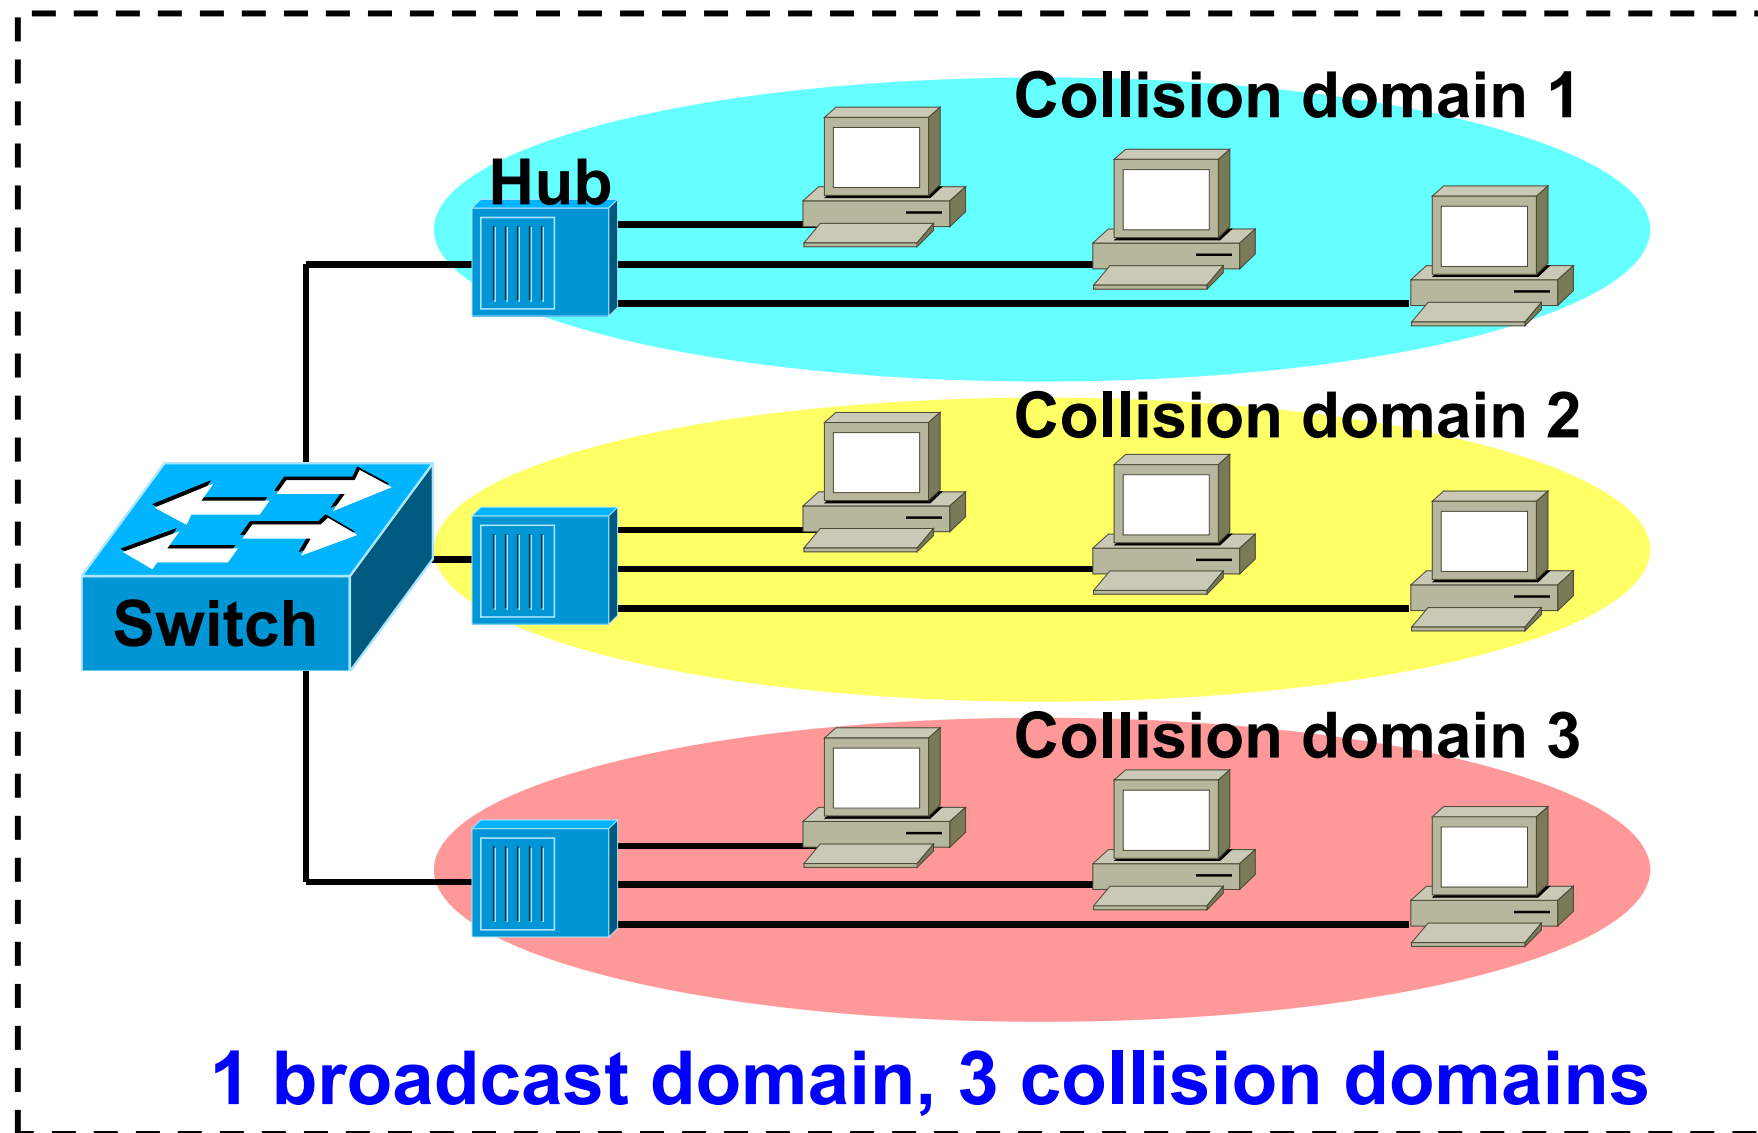 Collision domain 1
Hub
Collision domain 2
Switch
Collision domain 3
1 broadcast domain, 3 collision domains